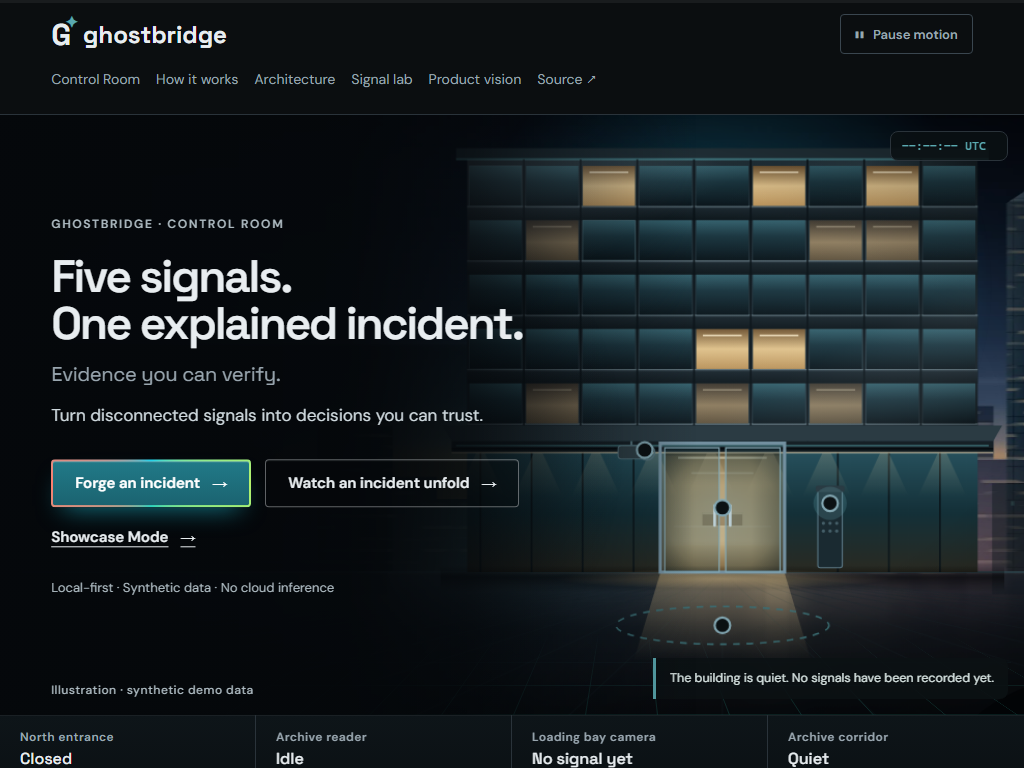 G ghostbridge
Pause motion
Control Room How it works Architecture Signal lab Product vision Source ↗
--:--:-- UTC
GHOSTBRIDGE · CONTROL ROOM
Five signals.
One explained incident.
Evidence you can verify.
Turn disconnected signals into decisions you can trust.
Forge an incident →
Watch an incident unfold →
Showcase Mode →
Local-first · Synthetic data · No cloud inference
The building is quiet. No signals have been recorded yet.
Illustration · synthetic demo data
North entrance
Closed
Archive reader
Idle
Loading bay camera
No signal yet
Archive corridor
Quiet